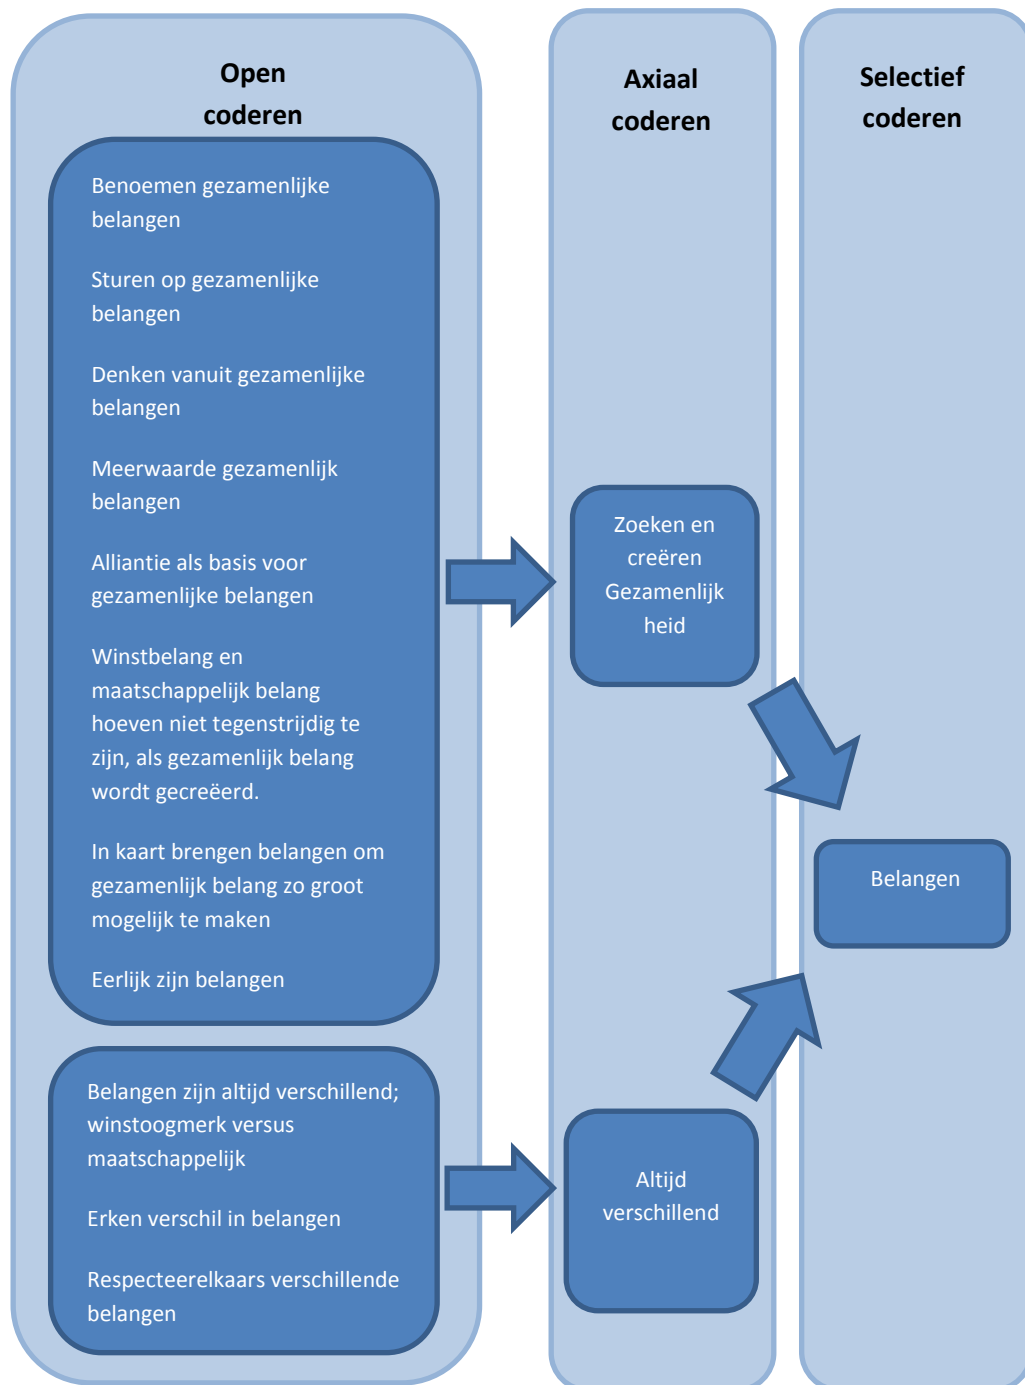 Open
coderen
Benoemen gezamenlijke
belangen
Sturen op gezamenlijke
belangen
Denken vanuit gezamenlijke
belangen
Meerwaarde gezamenlijk
belangen
Alliantie als basis voor
gezamenlijke belangen
Winstbelang en
maatschappelijk belang
hoeven niet tegenstrijdig te
zijn, als gezamenlijk belang
wordt gecreëerd.
In kaart brengen belangen om
gezamenlijk belang zo groot
mogelijk te maken
Eerlijk zijn belangen
Belangen zijn altijd verschillend;
winstoogmerk versus
maatschappelijk
Erken verschil in belangen
Respecteerelkaars verschillende
belangen
Axiaal
coderen
Zoeken en
creëren
Gezamenlijk
heid
Altijd
verschillend
Selectief
coderen
Belangen